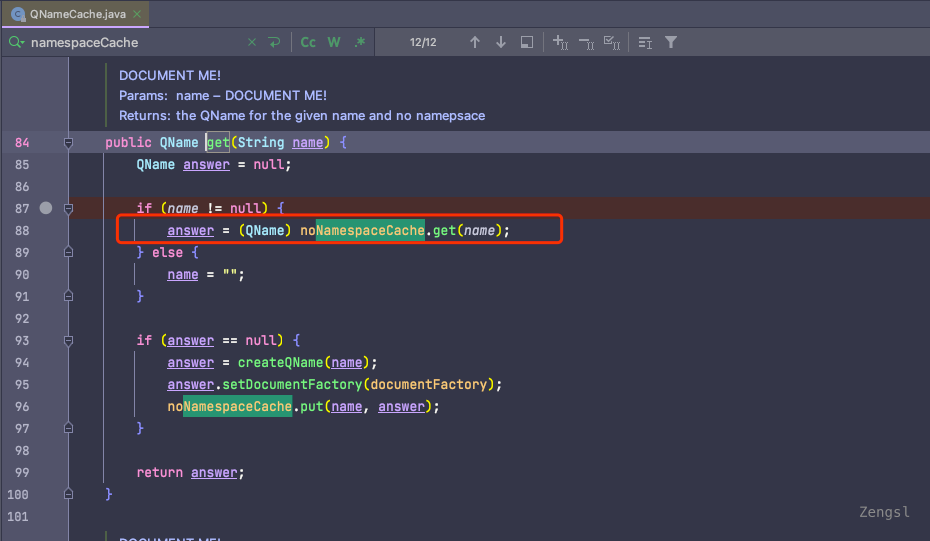 QNameCache.java
namespaceCache
Cc W .* 12/12
DOCUMENT ME!
Params: name – DOCUMENT ME!
Returns: the QName for the given name and no namepsace
84 public QName get(String name) {
85 QName answer = null;
86
87 if (name != null) {
88 answer = (QName) noNamespaceCache.get(name);
89 } else {
90 name = "";
91 }
92
93 if (answer == null) {
94 answer = createQName(name);
95 answer.setDocumentFactory(documentFactory);
96 noNamespaceCache.put(name, answer);
97 }
98
99 return answer;
100 }
101
Zengsl
DOCUMENT ME!